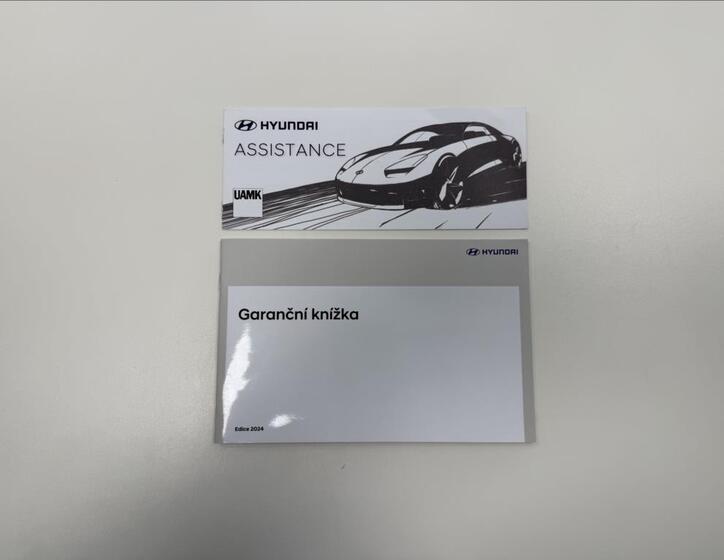 HYUNDAI
ASSISTANCE
UAMK
HYUNDAI
Garanční knížka
Edice 2024